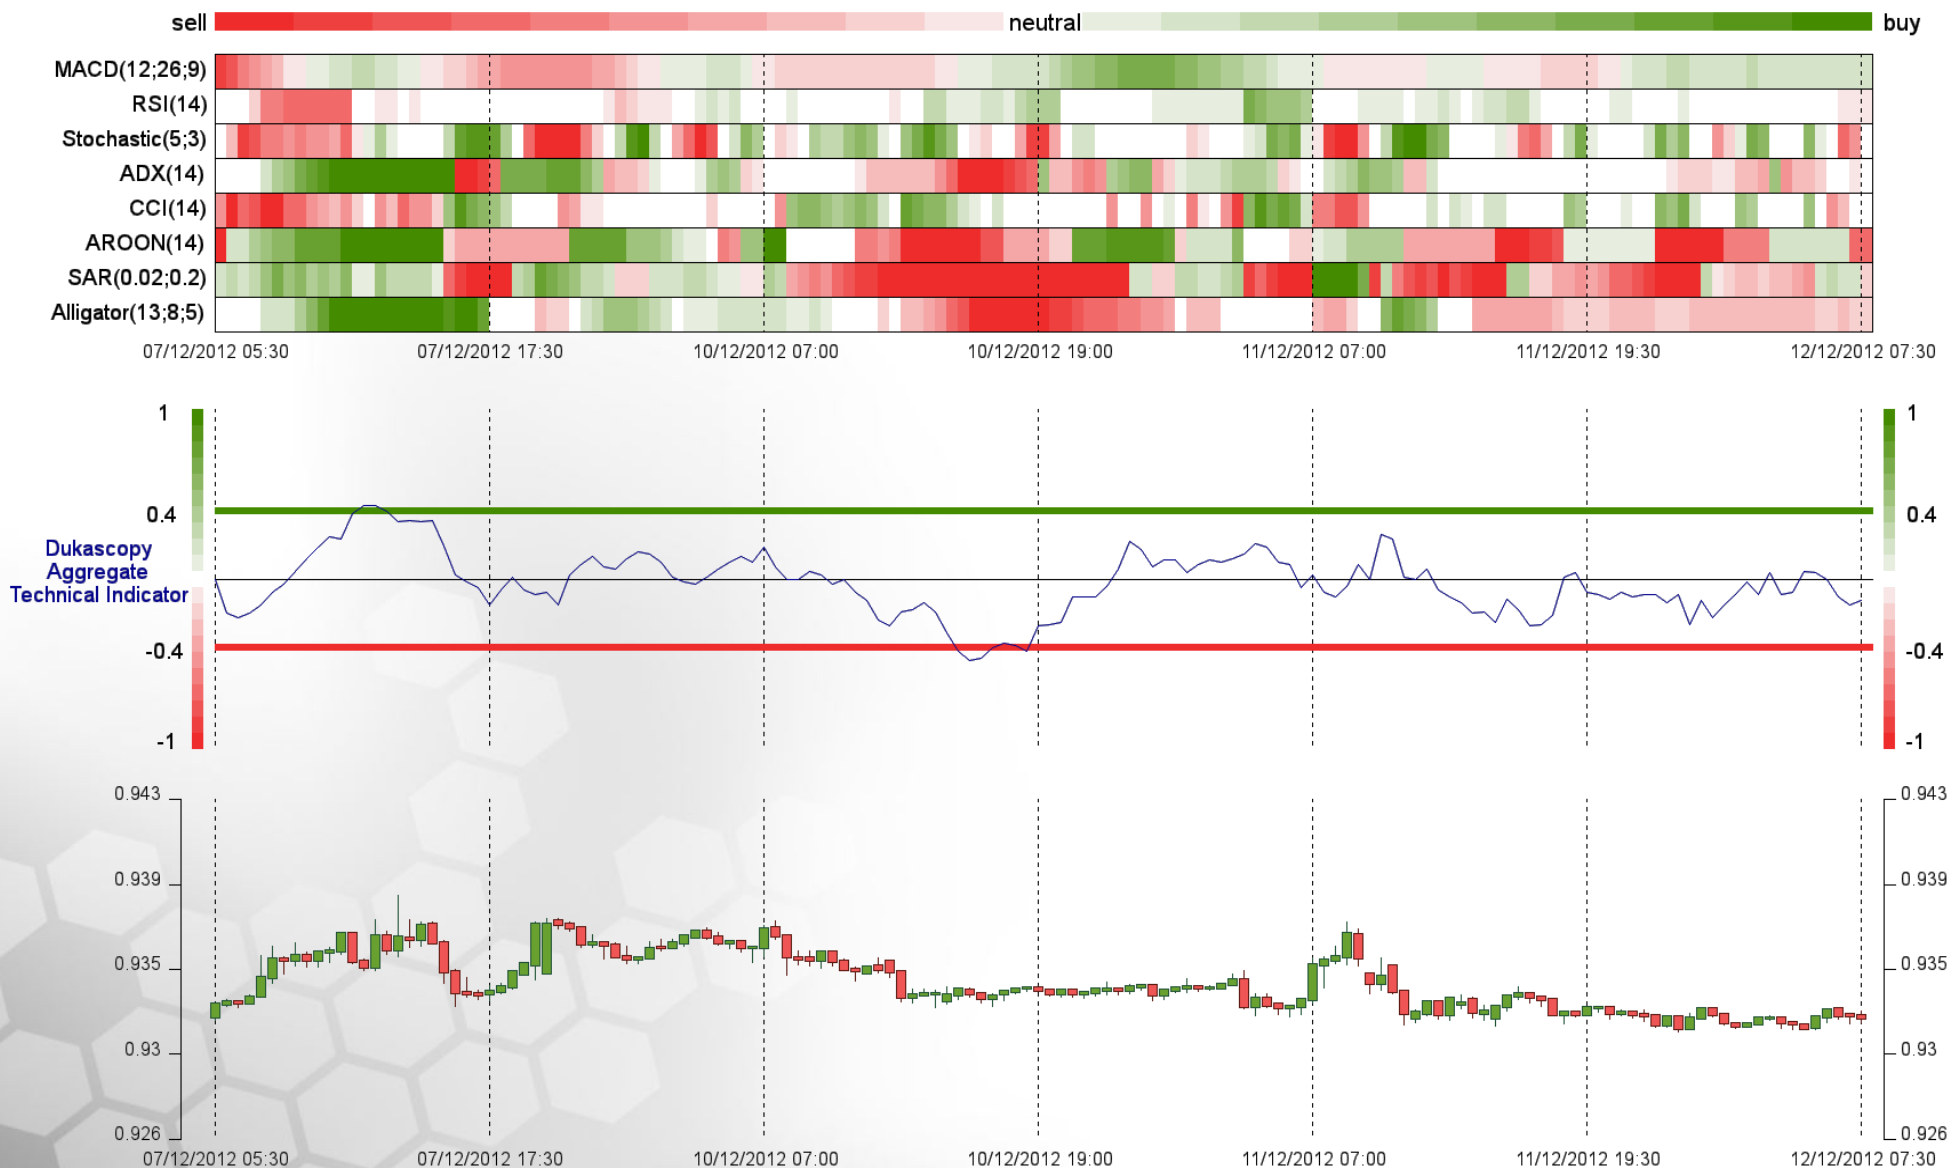 sell neutral buy
MACD(12;26;9)
RSI(14)
Stochastic(5;3)
ADX(14)
CCI(14)
AROON(14)
SAR(0.02;0.2)
Alligator(13;8;5)
07/12/2012 05:30 07/12/2012 17:30 10/12/2012 07:00 10/12/2012 19:00 11/12/2012 07:00 11/12/2012 19:30 12/12/2012 07:30
1 1
0.4 0.4
Dukascopy
Aggregate
Technical Indicator
-0.4 -0.4
-1 -1
0.943 0.943
0.939 0.939
0.935 0.935
0.93 0.93
0.926 0.926
07/12/2012 05:30 07/12/2012 17:30 10/12/2012 07:00 10/12/2012 19:00 11/12/2012 07:00 11/12/2012 19:30 12/12/2012 07:30